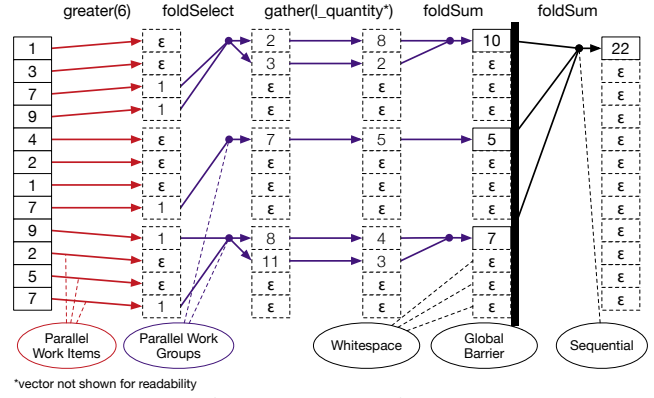 greater(6) foldSelect gather(l_quantity*) foldSum foldSum
1 ε 2 8 10 22
3 ε 3 2 ε ε
7 1 ε ε ε ε
9 1 ε ε ε ε
4 ε 7 5 5 ε
2 ε ε ε ε ε
1 ε ε ε ε ε
7 1 ε ε ε ε
9 1 8 4 7 ε
2 ε 11 3 ε ε
5 ε ε ε ε ε
7 1 ε ε ε ε
Parallel
Work Items
Parallel Work
Groups
Whitespace
Global
Barrier
Sequential
*vector not shown for readability